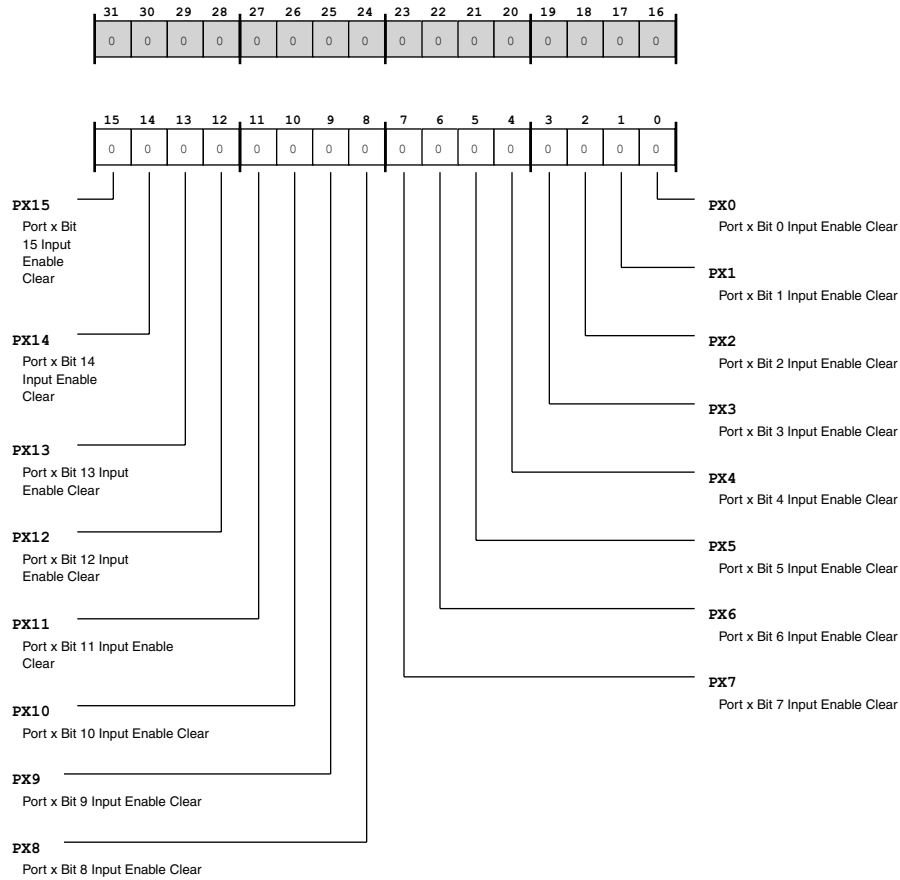 31 30 29 28 27 26 25 24 23 22 21 20 19 18 17 16
0 0 0 0 0 0 0 0 0 0 0 0 0 0 0 0
15 14 13 12 11 10 9 8 7 6 5 4 3 2 1 0
0 0 0 0 0 0 0 0 0 0 0 0 0 0 0 0
PX15
Port x Bit
15 Input
Enable
Clear
PX14
Port x Bit 14
Input Enable
Clear
PX13
Port x Bit 13 Input
Enable Clear
PX12
Port x Bit 12 Input
Enable Clear
PX11
Port x Bit 11 Input Enable
Clear
PX10
Port x Bit 10 Input Enable Clear
PX9
Port x Bit 9 Input Enable Clear
PX8
Port x Bit 8 Input Enable Clear
PX0
Port x Bit 0 Input Enable Clear
PX1
Port x Bit 1 Input Enable Clear
PX2
Port x Bit 2 Input Enable Clear
PX3
Port x Bit 3 Input Enable Clear
PX4
Port x Bit 4 Input Enable Clear
PX5
Port x Bit 5 Input Enable Clear
PX6
Port x Bit 6 Input Enable Clear
PX7
Port x Bit 7 Input Enable Clear